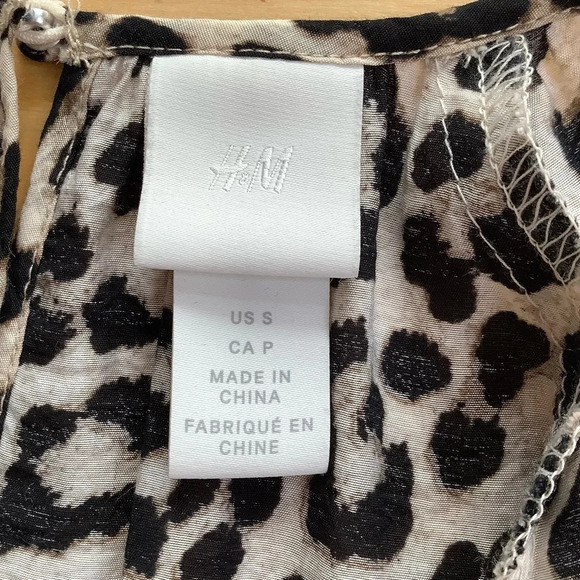 H&M
US S
CA P
MADE IN
CHINA
FABRIQUÉ EN
CHINE